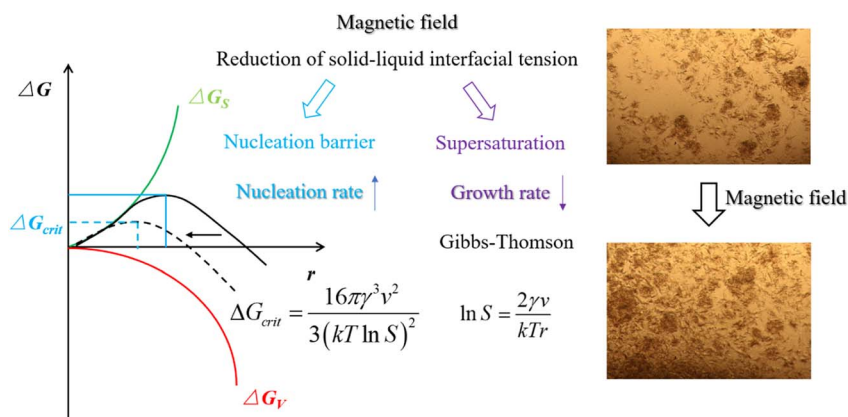 Magnetic field
Reduction of solid-liquid interfacial tension
△G
△G_S
Nucleation barrier
Supersaturation
Nucleation rate
Growth rate
Magnetic field
△G_crit
Gibbs-Thomson
r
ΔG_crit = 16πγ³v² / 3(kT ln S)²
ln S = 2γv / kTr
△G_V